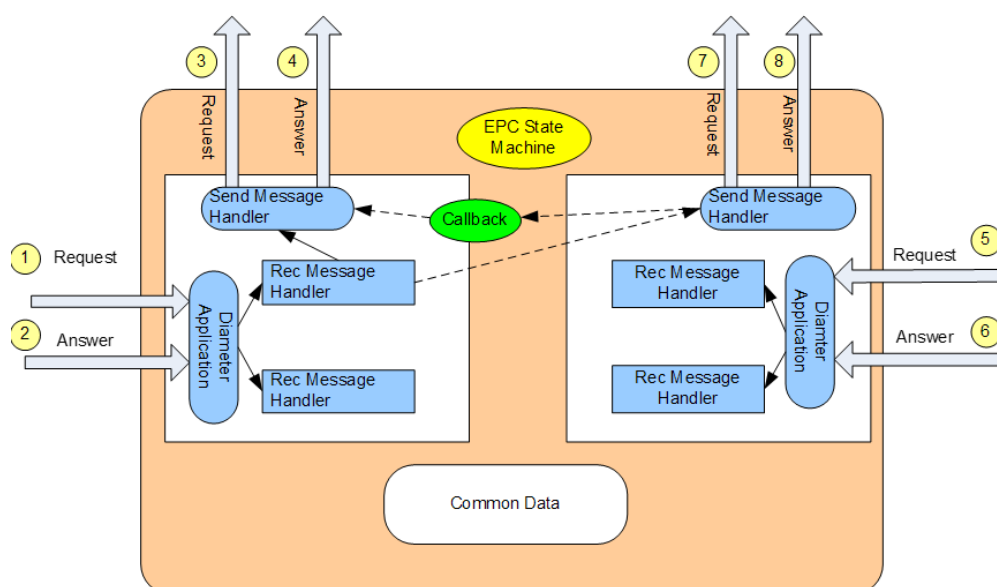 3
4
7
8
Request
Answer
Request
Answer
EPC State
Machine
Send Message
Handler
Callback
Send Message
Handler
1
Request
Rec Message
Handler
Rec Message
Handler
Request
5
Diameter
Application
Diamter
Application
2
Answer
Answer
6
Rec Message
Handler
Rec Message
Handler
Common Data